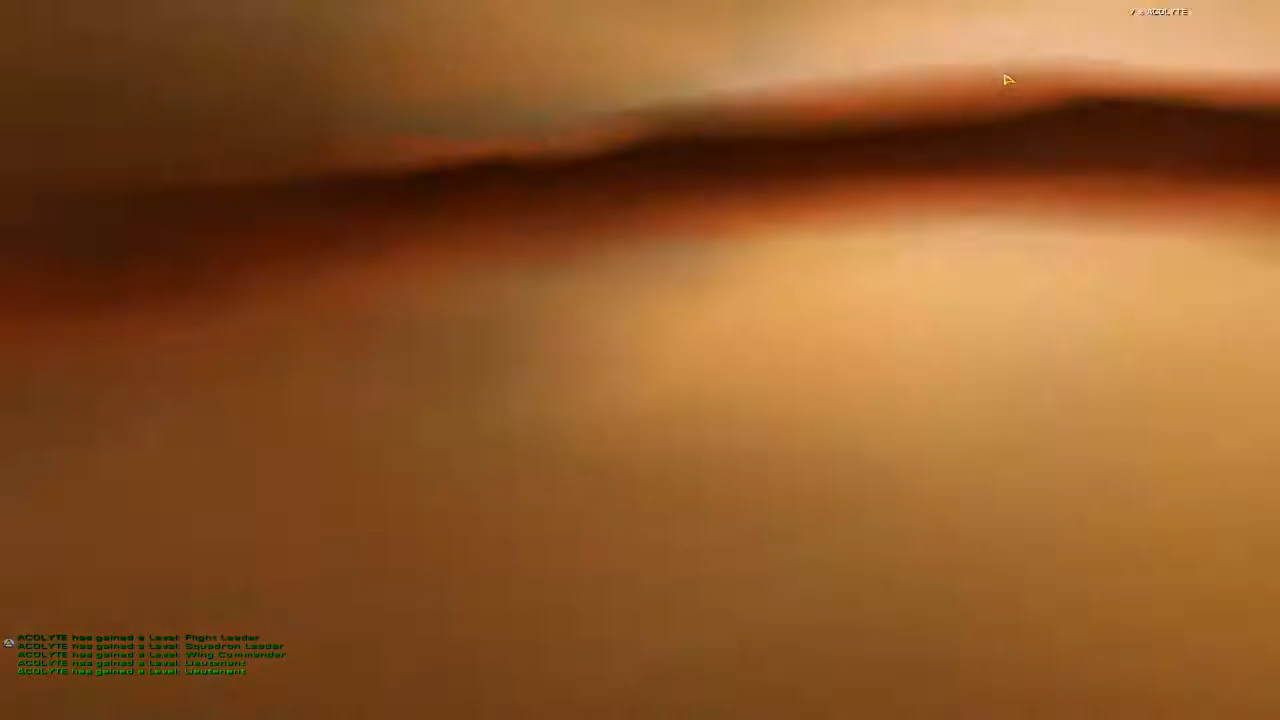 7 ACOLYTE
ACOLYTE has gained a Level: Flight Leader
ACOLYTE has gained a Level: Squadron Leader
ACOLYTE has gained a Level: Wing Commander
ACOLYTE has gained a Level: Lieutenant
ACOLYTE has gained a Level: Lieutenant